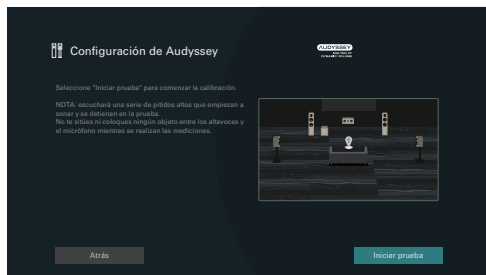 Configuración de Audyssey
AUDYSSEY
DYNAMIC VOLUME
Seleccione "Iniciar prueba" para comenzar la calibración.
NOTA: escuchará una serie de pitidos altos que empiezan a
sonar y se detienen en la prueba.
No te sitúes ni coloques ningún objeto entre los altavoces y
el micrófono mientras se realizan las mediciones.
Atrás
Iniciar prueba